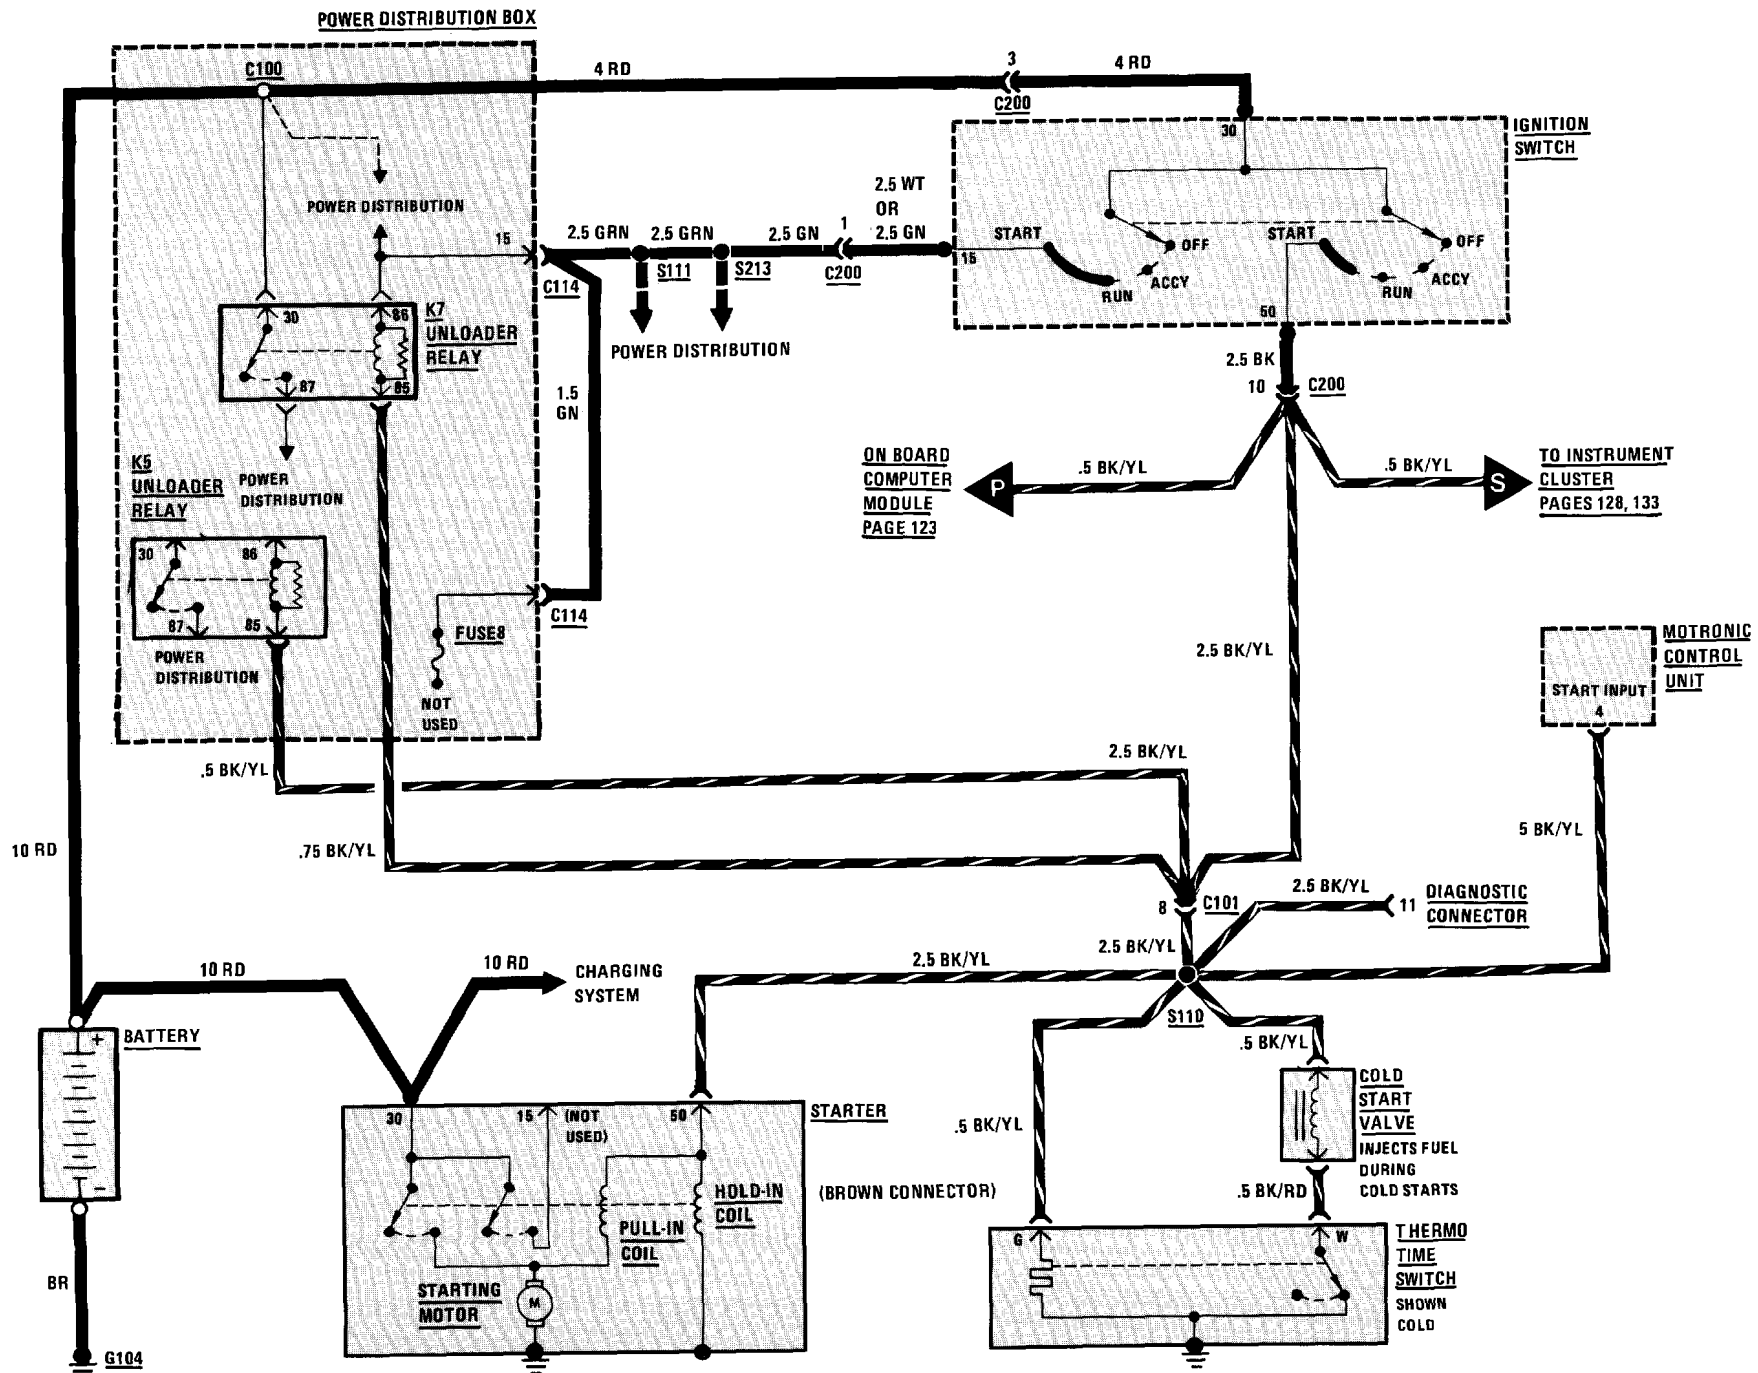 POWER DISTRIBUTION BOX
C100
4 RD
3
C200
4 RD
30
IGNITION
SWITCH
POWER DISTRIBUTION
15
2.5 GRN
2.5 GRN
2.5 GN
1
2.5 WT
OR
2.5 GN
C114
S111
S213
C200
15
START
OFF
ACCY
RUN
START
OFF
ACCY
RUN
50
POWER DISTRIBUTION
30
86
87
85
K7
UNLOADER
RELAY
1.5
GN
2.5 BK
10
C200
POWER
DISTRIBUTION
K5
UNLOADER
RELAY
30
86
87
85
POWER
DISTRIBUTION
FUSE8
NOT
USED
C114
ON BOARD
COMPUTER
MODULE
PAGE 123
P
.5 BK/YL
.5 BK/YL
S
TO INSTRUMENT
CLUSTER
PAGES 128, 133
2.5 BK/YL
MOTRONIC
CONTROL
UNIT
START INPUT
4
.5 BK/YL
2.5 BK/YL
10 RD
.75 BK/YL
5 BK/YL
8
C101
2.5 BK/YL
11
DIAGNOSTIC
CONNECTOR
2.5 BK/YL
2.5 BK/YL
S110
10 RD
10 RD
CHARGING
SYSTEM
BATTERY
+
−
BR
G104
30
15
(NOT
USED)
50
STARTER
HOLD-IN
COIL
PULL-IN
COIL
STARTING
MOTOR
M
(BROWN CONNECTOR)
.5 BK/YL
.5 BK/YL
COLD
START
VALVE
INJECTS FUEL
DURING
COLD STARTS
.5 BK/RD
G
W
THERMO
TIME
SWITCH
SHOWN
COLD